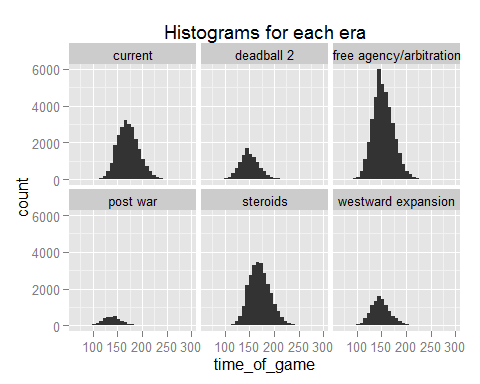 Histograms for each era
current
deadball 2
free agency/arbitration
6000
4000
2000
0
count
post war
steroids
westward expansion
6000
4000
2000
0
100 150 200 250 300
100 150 200 250 300
100 150 200 250 300
time_of_game